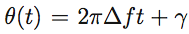 θ(t) = 2πΔft + γ